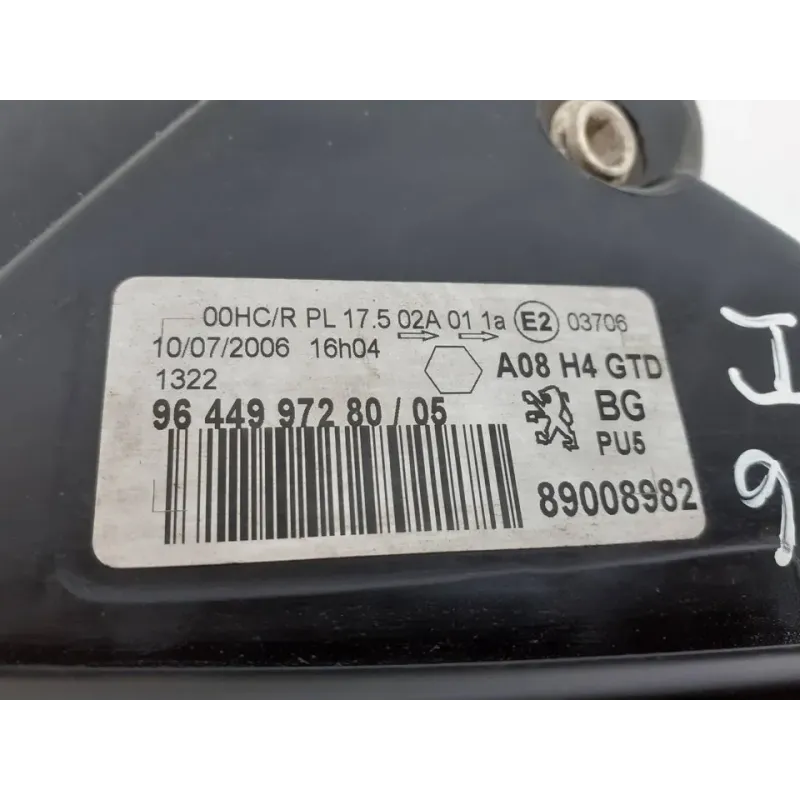 00HC/R PL 17.5 02A 01 1a E2 03706
10/07/2006 16h04
1322
A08 H4 GTD
96 449 972 80 / 05
BG
PU5
89008982